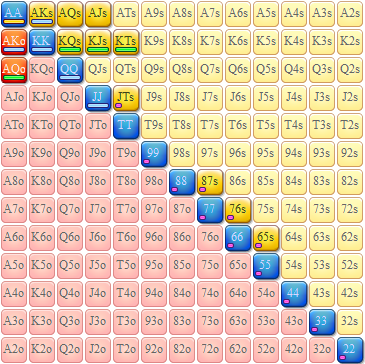 AA AKs AQs AJs ATs A9s A8s A7s A6s A5s A4s A3s A2s
AKo KK KQs KJs KTs K9s K8s K7s K6s K5s K4s K3s K2s
AQo KQo QQ QJs QTs Q9s Q8s Q7s Q6s Q5s Q4s Q3s Q2s
AJo KJo QJo JJ JTs J9s J8s J7s J6s J5s J4s J3s J2s
ATo KTo QTo JTo TT T9s T8s T7s T6s T5s T4s T3s T2s
A9o K9o Q9o J9o T9o 99 98s 97s 96s 95s 94s 93s 92s
A8o K8o Q8o J8o T8o 98o 88 87s 86s 85s 84s 83s 82s
A7o K7o Q7o J7o T7o 97o 87o 77 76s 75s 74s 73s 72s
A6o K6o Q6o J6o T6o 96o 86o 76o 66 65s 64s 63s 62s
A5o K5o Q5o J5o T5o 95o 85o 75o 65o 55 54s 53s 52s
A4o K4o Q4o J4o T4o 94o 84o 74o 64o 54o 44 43s 42s
A3o K3o Q3o J3o T3o 93o 83o 73o 63o 53o 43o 33 32s
A2o K2o Q2o J2o T2o 92o 82o 72o 62o 52o 42o 32o 22